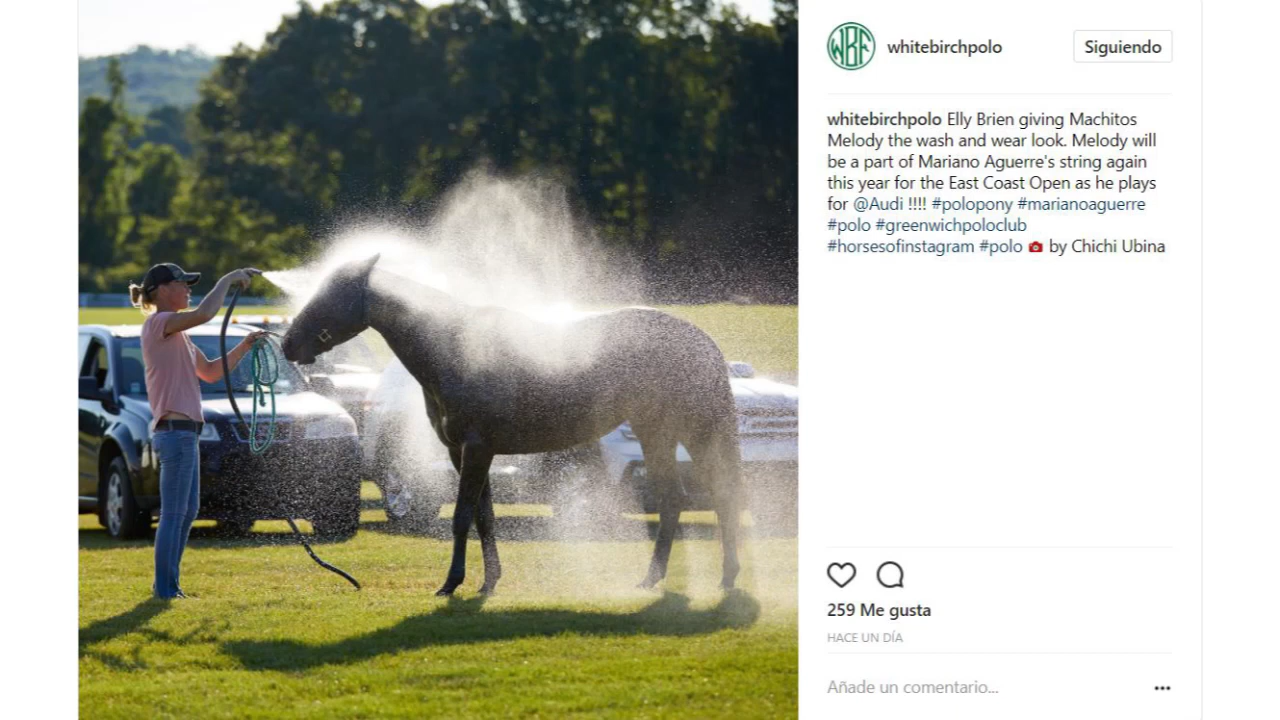 WBF
whitebirchpolo
Siguiendo
whitebirchpolo Elly Brien giving Machitos
Melody the wash and wear look. Melody will
be a part of Mariano Aguerre's string again
this year for the East Coast Open as he plays
for @Audi !!!! #polopony #marianoaguerre
#polo #greenwichpoloclub
#horsesofinstagram #polo 📷 by Chichi Ubina
259 Me gusta
HACE UN DÍA
Añade un comentario...